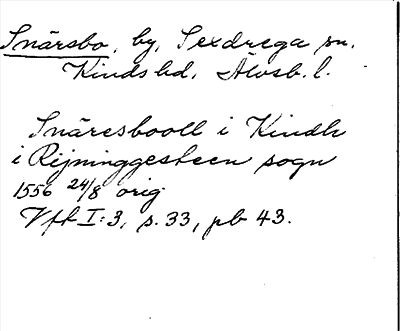 Snärsbo, by, Sexdrega sn,
Kinds hd, Älvsb. l.
Snäresbooll i Kindh
i Rijninggesteen sogn
1556 24/8 orig.
Vfk I:3, s. 33, pb 43.